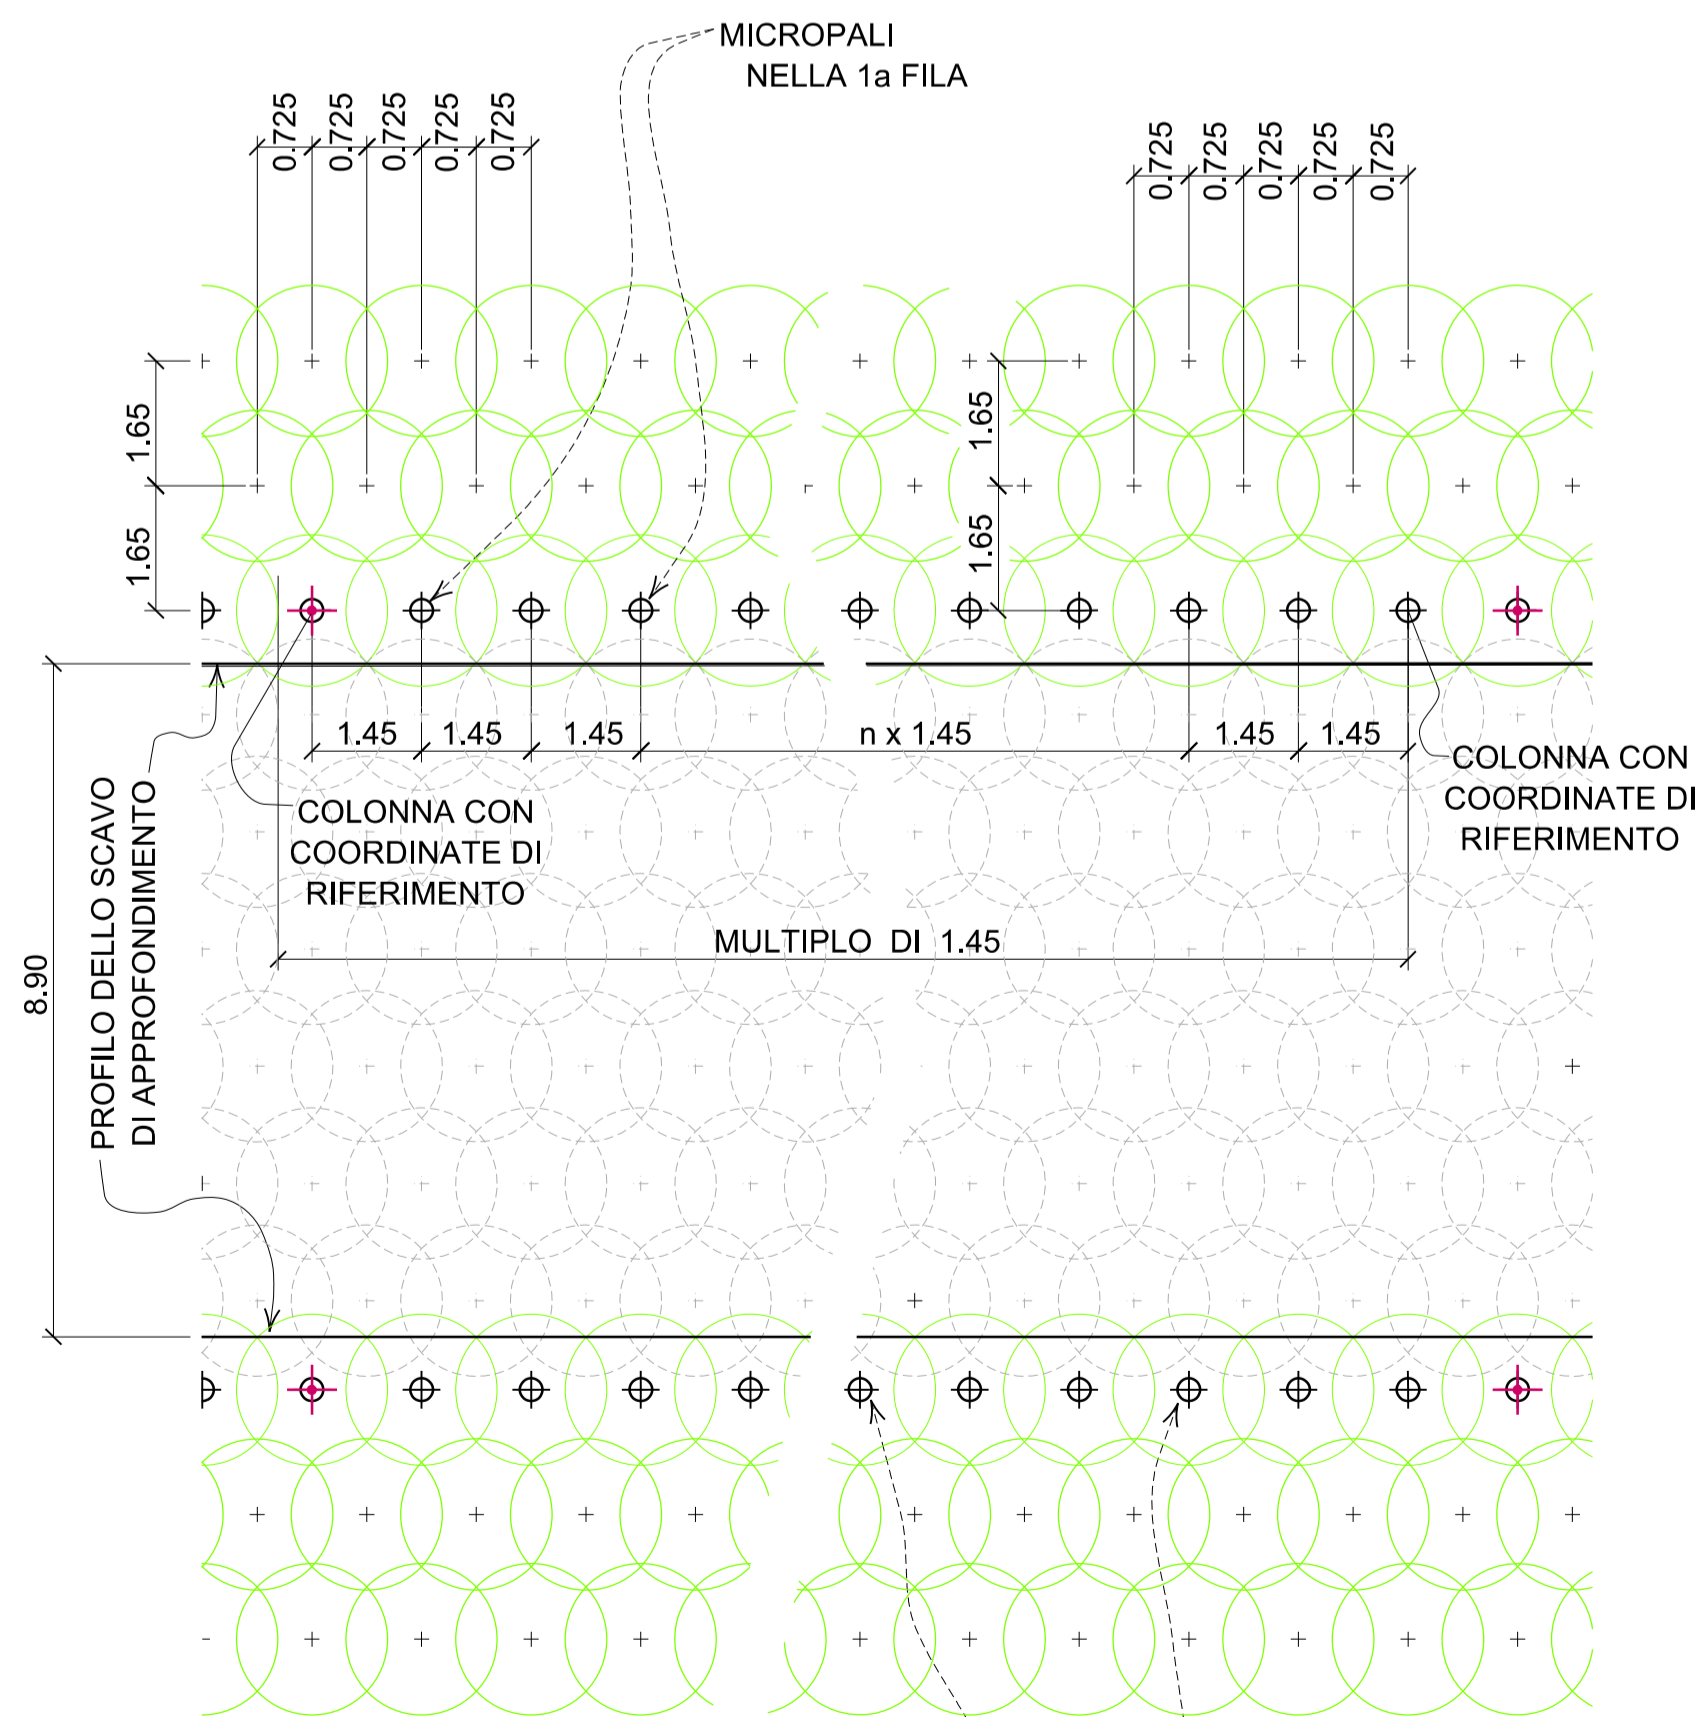 MICROPALI
NELLA 1a FILA
0.725 0.725 0.725 0.725 0.725
0.725 0.725 0.725 0.725 0.725
1.65
1.65
1.65
1.65
1.45 1.45 1.45 n x 1.45 1.45 1.45
COLONNA CON
COORDINATE DI
RIFERIMENTO
COLONNA CON
COORDINATE DI
RIFERIMENTO
MULTIPLO DI 1.45
PROFILO DELLO SCAVO
DI APPROFONDIMENTO
8.90